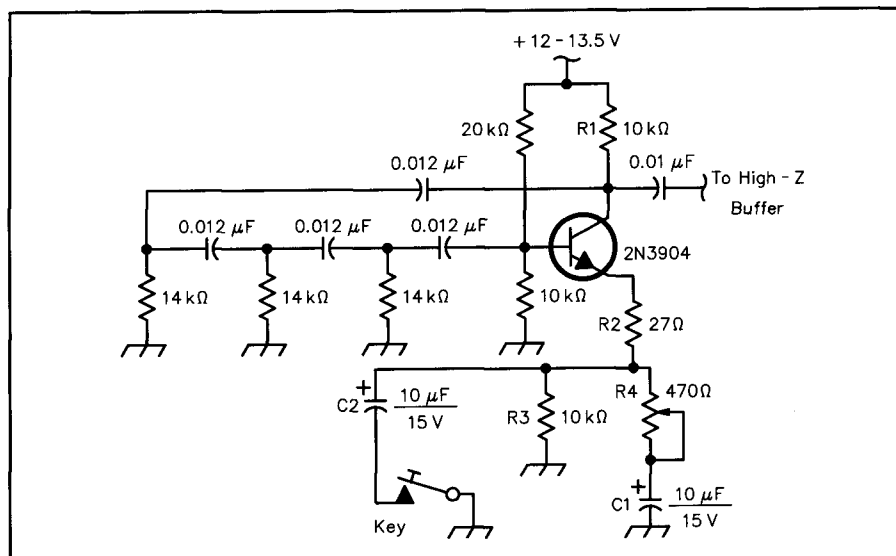 +12-13.5 V
20 kΩ
R1
10 kΩ
0.012 µF
0.01 µF
To High-Z
Buffer
0.012 µF
0.012 µF
0.012 µF
2N3904
14 kΩ
14 kΩ
14 kΩ
10 kΩ
R2
27Ω
+
C2
10 µF
15 V
R3
10 kΩ
R4
470Ω
Key
+
C1
10 µF
15 V